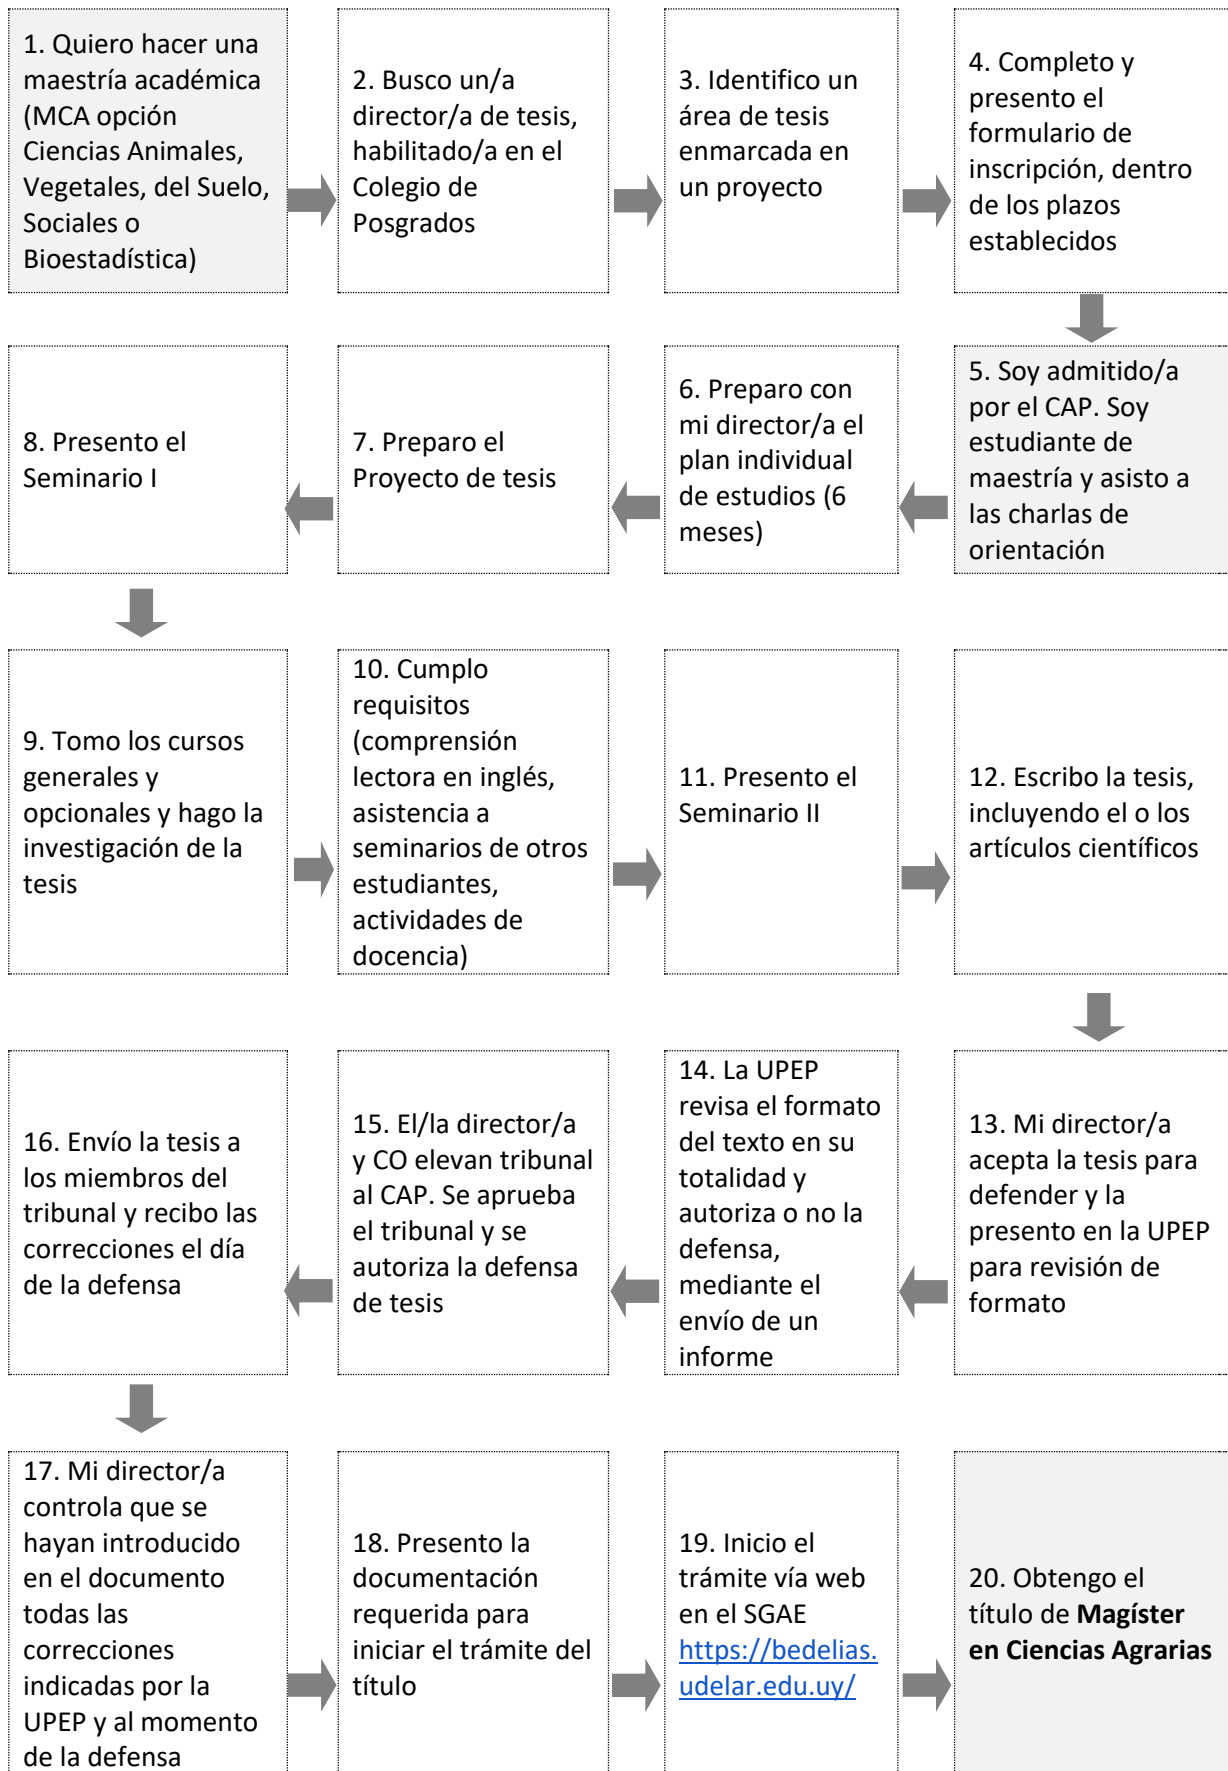 1. Quiero hacer una
maestría académica
(MCA opción
Ciencias Animales,
Vegetales, del Suelo,
Sociales o
Bioestadística)
2. Busco un/a
director/a de tesis,
habilitado/a en el
Colegio de
Posgrados
3. Identifico un
área de tesis
enmarcada en
un proyecto
4. Completo y
presento el
formulario de
inscripción, dentro
de los plazos
establecidos
5. Soy admitido/a
por el CAP. Soy
estudiante de
maestría y asisto a
las charlas de
orientación
6. Preparo con
mi director/a el
plan individual
de estudios (6
meses)
7. Preparo el
Proyecto de tesis
8. Presento el
Seminario I
9. Tomo los cursos
generales y
opcionales y hago la
investigación de la
tesis
10. Cumplo
requisitos
(comprensión
lectora en inglés,
asistencia a
seminarios de otros
estudiantes,
actividades de
docencia)
11. Presento el
Seminario II
12. Escribo la tesis,
incluyendo el o los
artículos científicos
13. Mi director/a
acepta la tesis para
defender y la
presento en la UPEP
para revisión de
formato
14. La UPEP
revisa el formato
del texto en su
totalidad y
autoriza o no la
defensa,
mediante el
envío de un
informe
15. El/la director/a
y CO elevan tribunal
al CAP. Se aprueba
el tribunal y se
autoriza la defensa
de tesis
16. Envío la tesis a
los miembros del
tribunal y recibo las
correcciones el día
de la defensa
17. Mi director/a
controla que se
hayan introducido
en el documento
todas las
correcciones
indicadas por la
UPEP y al momento
de la defensa
18. Presento la
documentación
requerida para
iniciar el trámite del
título
19. Inicio el
trámite vía web
en el SGAE
https://bedelias.
udelar.edu.uy/
20. Obtengo el
título de Magíster
en Ciencias Agrarias